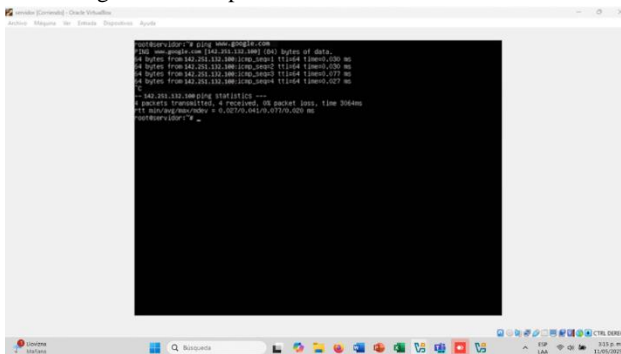 servidor [Corriendo] - Oracle VirtualBox
Archivo Máquina Ver Entrada Dispositivos Ayuda
root@servidor:~# ping www.google.com
PING www.google.com (142.251.132.100) (64) bytes of data.
64 bytes from 142.251.132.100: icmp_seq=1 ttl=64 time=0.030 ms
64 bytes from 142.251.132.100: icmp_seq=2 ttl=64 time=0.030 ms
64 bytes from 142.251.132.100: icmp_seq=3 ttl=64 time=0.077 ms
64 bytes from 142.251.132.100: icmp_seq=4 ttl=64 time=0.027 ms
^C
--- 142.251.132.100 ping statistics ---
4 packets transmitted, 4 received, 0% packet loss, time 3064ms
rtt min/avg/max/mdev = 0.027/0.041/0.077/0.020 ms
root@servidor:~# _
CTRL DERE
Llovizna
Mañana
Búsqueda
ESP
LAA
3:13 p. m.